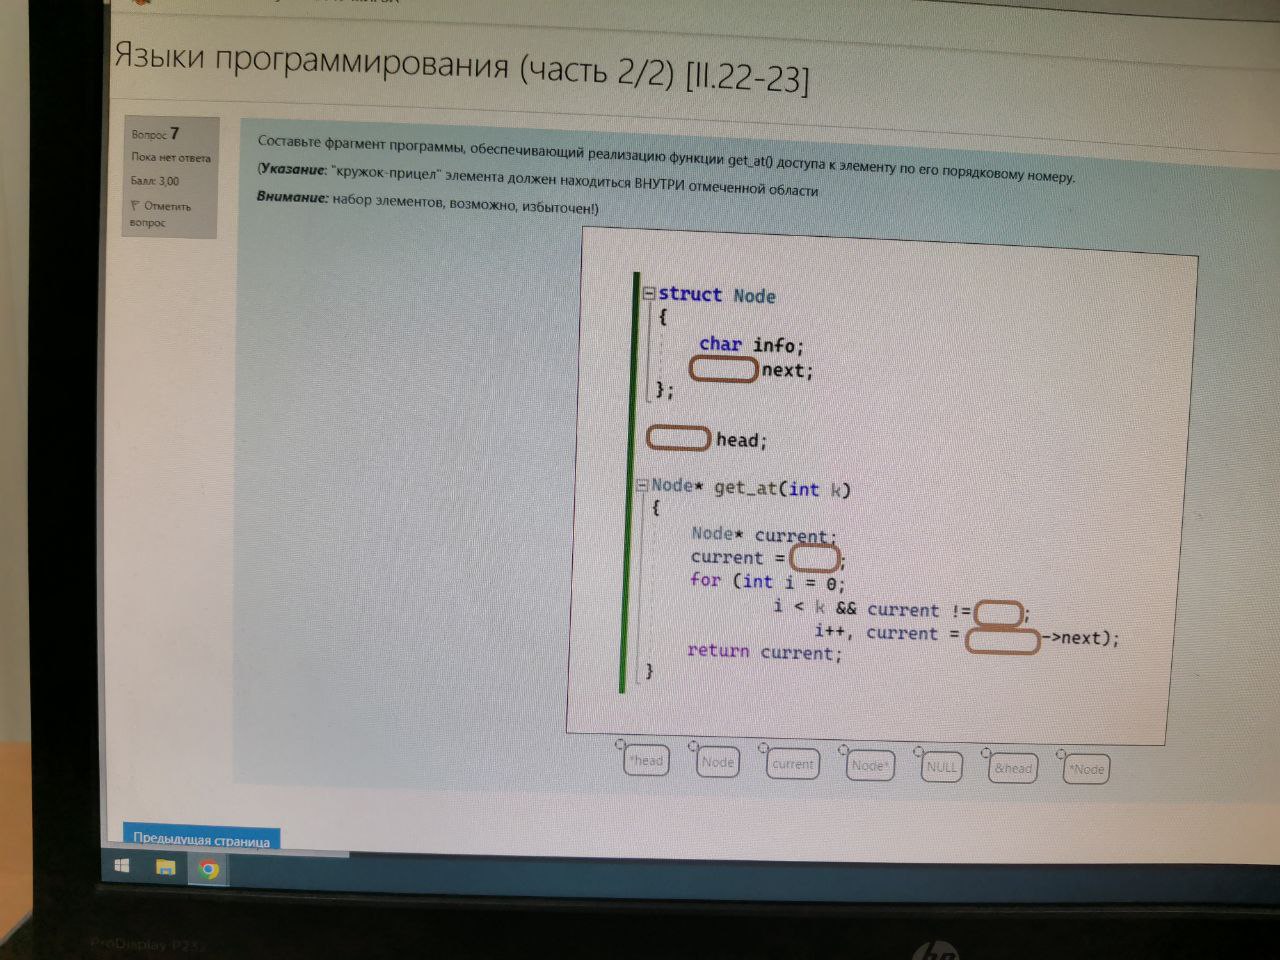 Языки программирования (часть 2/2) [II.22-23]
Вопрос 7
Пока нет ответа
Балл: 3,00
Отметить
вопрос
Составьте фрагмент программы, обеспечивающий реализацию функции get_at() доступа к элементу по его порядковому номеру.
(Указание: "кружок-прицел" элемента должен находиться ВНУТРИ отмеченной области
Внимание: набор элементов, возможно, избыточен!)
struct Node
{
char info;
next;
};
head;
Node* get_at(int k)
{
Node* current;
current = ;
for (int i = 0;
i < k && current != ;
i++, current = ->next);
return current;
}
*head Node current Node* NULL &head *Node
Предыдущая страница
ProDisplay P23
hp